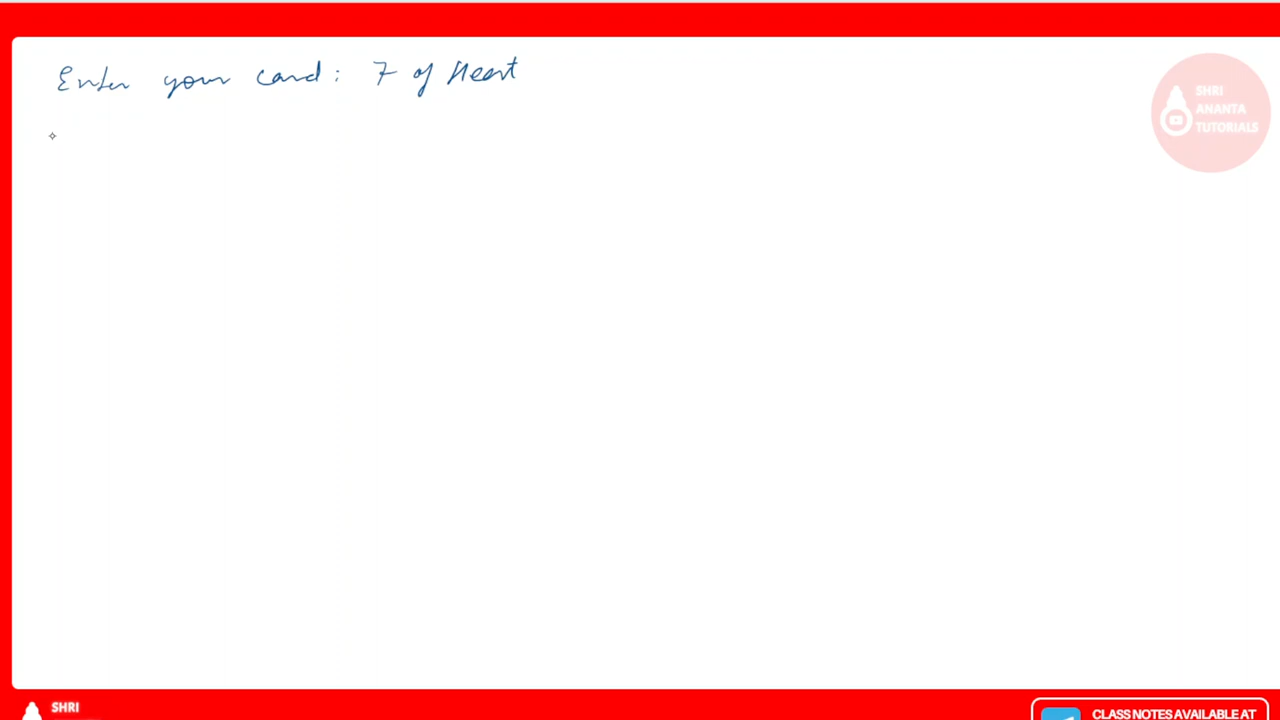 Enter your card: 7 of Heart
SHRI
ANANTA
TUTORIALS
SHRI
CLASS NOTES AVAILABLE AT